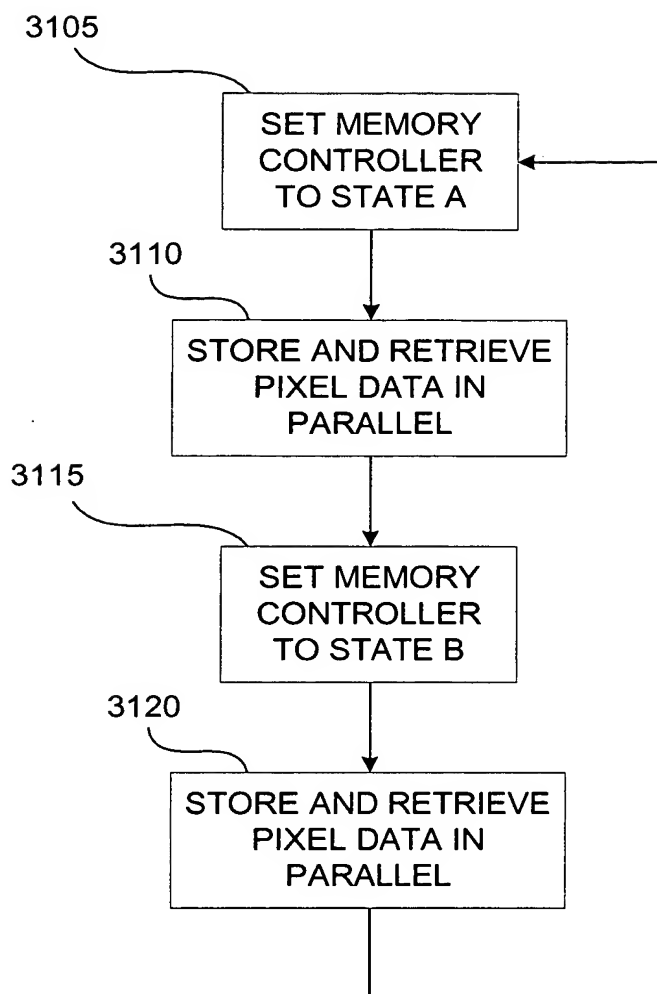 3105
SET MEMORY
CONTROLLER
TO STATE A
3110
STORE AND RETRIEVE
PIXEL DATA IN
PARALLEL
3115
SET MEMORY
CONTROLLER
TO STATE B
3120
STORE AND RETRIEVE
PIXEL DATA IN
PARALLEL